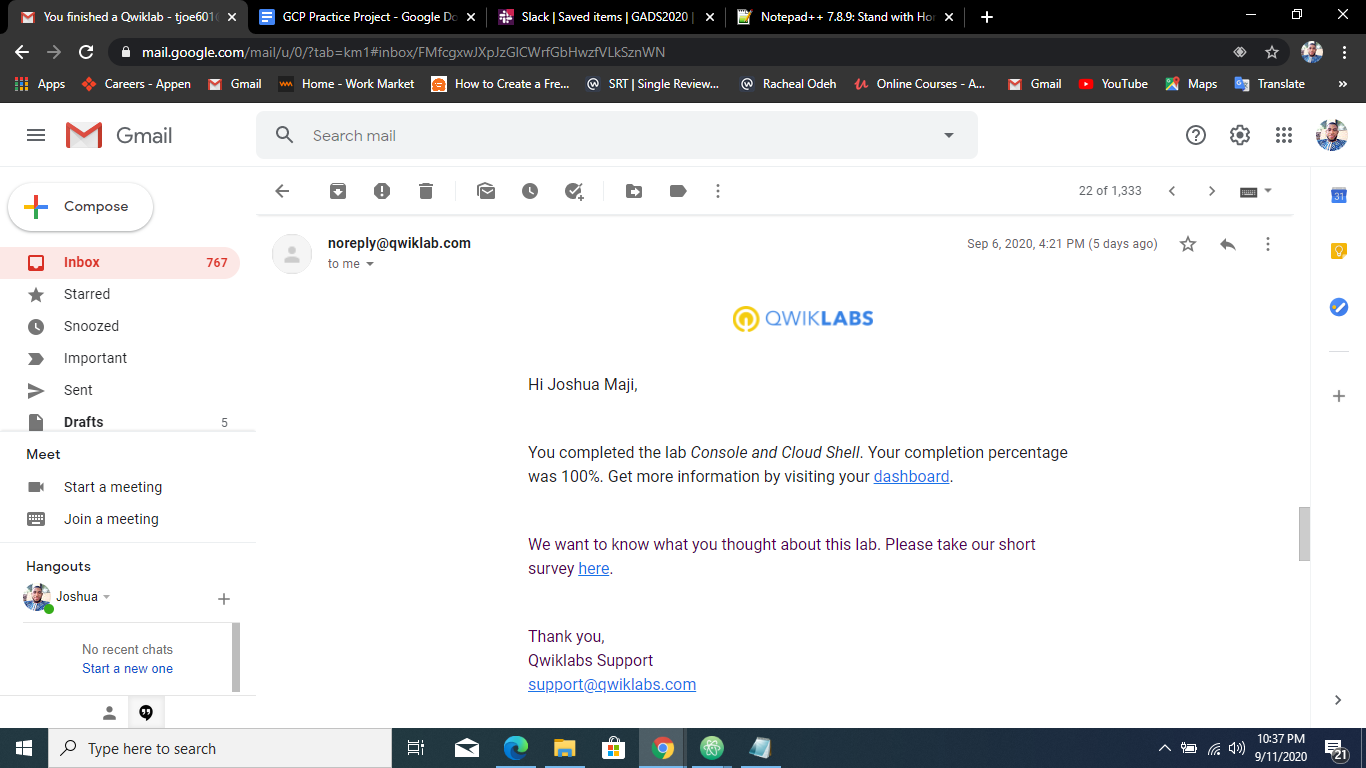 You finished a Qwiklab - tjoe601
GCP Practice Project - Google Do
Slack | Saved items | GADS2020 |
Notepad++ 7.8.9: Stand with Hon
mail.google.com/mail/u/0/?tab=km1#inbox/FMfcgxwJXpJzGlCWrfGbHwzfVLkSznWN
Apps
Careers - Appen
Gmail
Home - Work Market
How to Create a Fre...
SRT | Single Review...
Racheal Odeh
Online Courses - A...
Gmail
YouTube
Maps
Translate
»
Gmail
Search mail
Compose
22 of 1,333
31
Inbox 767
Starred
Snoozed
Important
Sent
Drafts 5
Meet
Start a meeting
Join a meeting
Hangouts
Joshua
No recent chats
Start a new one
noreply@qwiklab.com
to me
Sep 6, 2020, 4:21 PM (5 days ago)
QWIKLABS
Hi Joshua Maji,
You completed the lab Console and Cloud Shell. Your completion percentage
was 100%. Get more information by visiting your dashboard.
We want to know what you thought about this lab. Please take our short
survey here.
Thank you,
Qwiklabs Support
support@qwiklabs.com
Type here to search
10:37 PM
9/11/2020
21